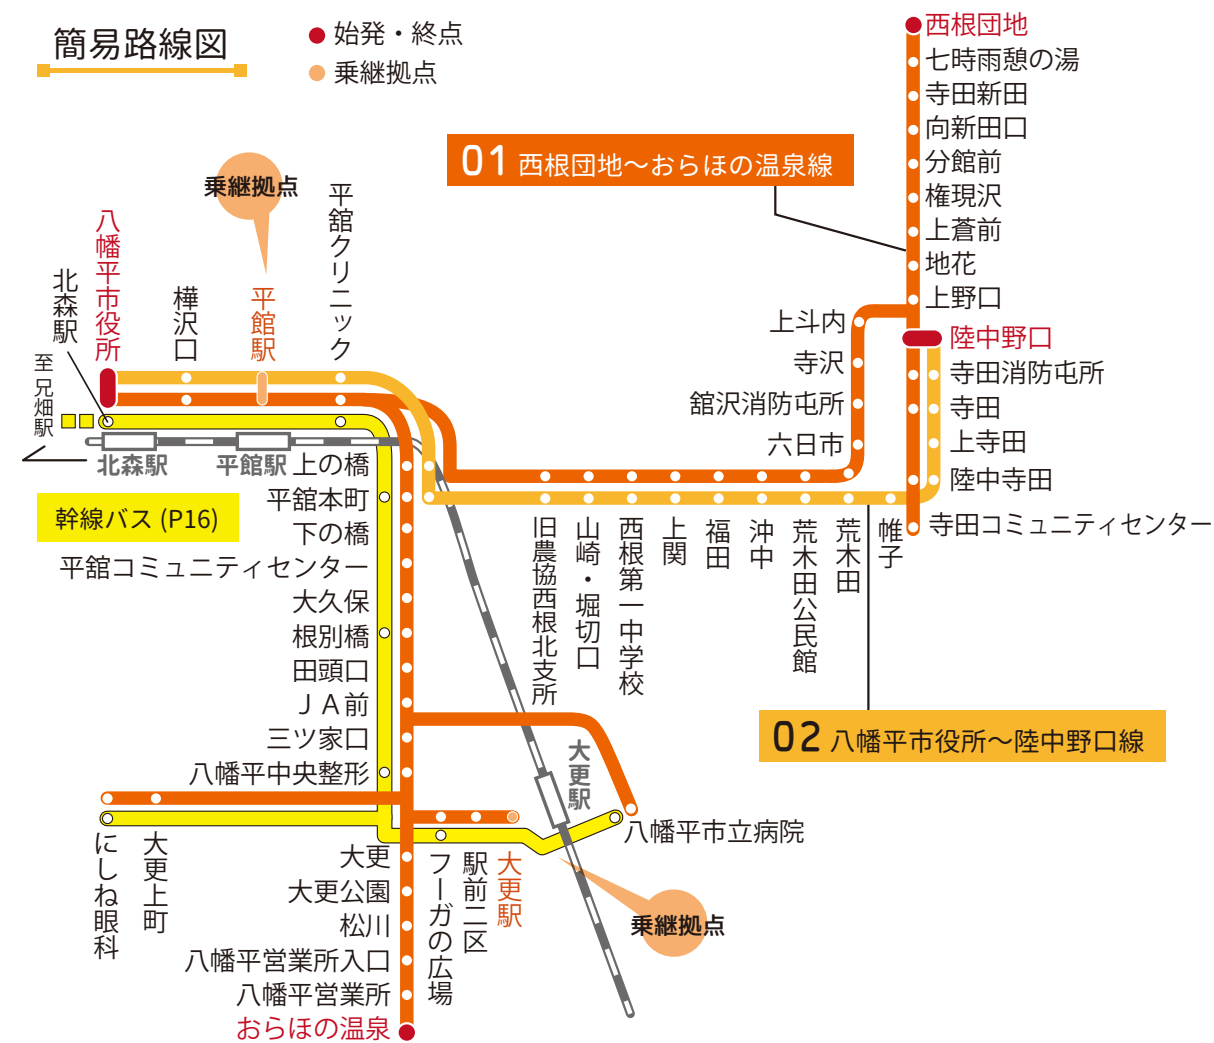 簡易路線図
始発・終点
乗継拠点
01 西根団地～おらほの温泉線
西根団地
七時雨憩の湯
寺田新田
向新田口
分館前
権現沢
上蒼前
地花
上野口
陸中野口
寺田消防屯所
寺田
上寺田
陸中寺田
寺田コミュニティセンター
上斗内
寺沢
舘沢消防屯所
六日市
乗継拠点
北森駅
八幡平市役所
樺沢口
平館駅
平舘クリニック
至 兄畑駅
北森駅
平館駅
幹線バス (P16)
上の橋
平舘本町
下の橋
平舘コミュニティセンター
大久保
根別橋
田頭口
ＪＡ前
三ツ家口
八幡平中央整形
旧農協西根北支所
山崎・堀切口
西根第一中学校
上関
福田
沖中
荒木田公民館
荒木田
帷子
02 八幡平市役所～陸中野口線
大更駅
八幡平市立病院
にしね眼科
大更上町
大更
大更公園
松川
八幡平営業所入口
八幡平営業所
おらほの温泉
フーガの広場
駅前二区
大更駅
乗継拠点